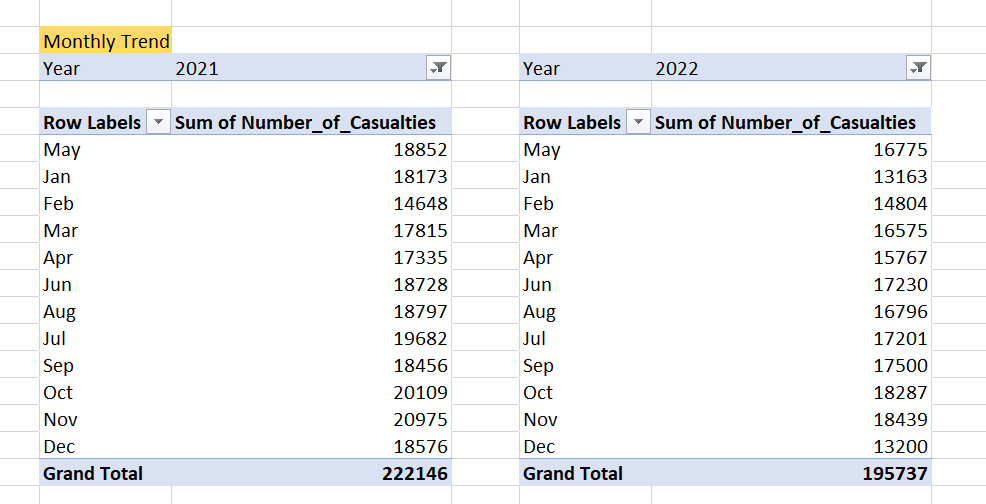 Monthly Trend
Year 2021 Year 2022
Row Labels Sum of Number_of_Casualties Row Labels Sum of Number_of_Casualties
May 18852 May 16775
Jan 18173 Jan 13163
Feb 14648 Feb 14804
Mar 17815 Mar 16575
Apr 17335 Apr 15767
Jun 18728 Jun 17230
Aug 18797 Aug 16796
Jul 19682 Jul 17201
Sep 18456 Sep 17500
Oct 20109 Oct 18287
Nov 20975 Nov 18439
Dec 18576 Dec 13200
Grand Total 222146 Grand Total 195737